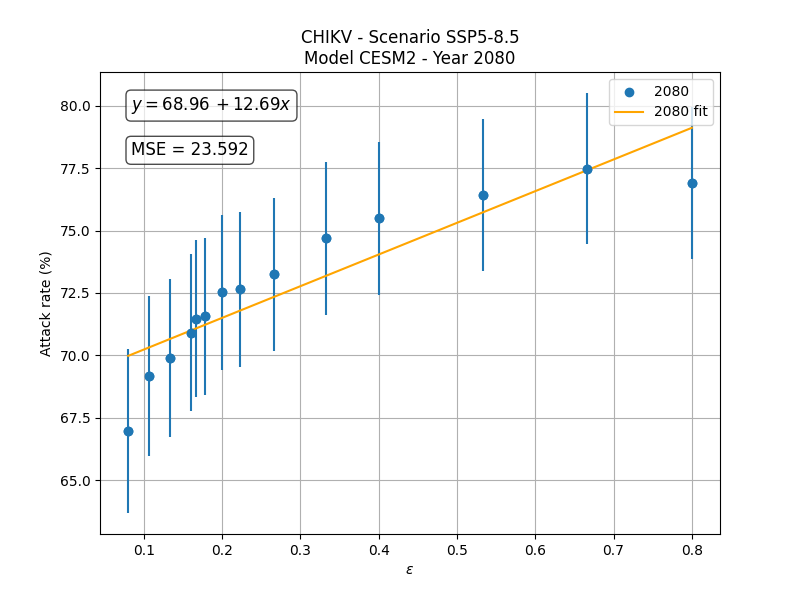 CHIKV - Scenario SSP5-8.5
Model CESM2 - Year 2080
y = 68.96 + 12.69x
MSE = 23.592
2080
2080 fit
Attack rate (%)
80.0
77.5
75.0
72.5
70.0
67.5
65.0
0.1 0.2 0.3 0.4 0.5 0.6 0.7 0.8
ε